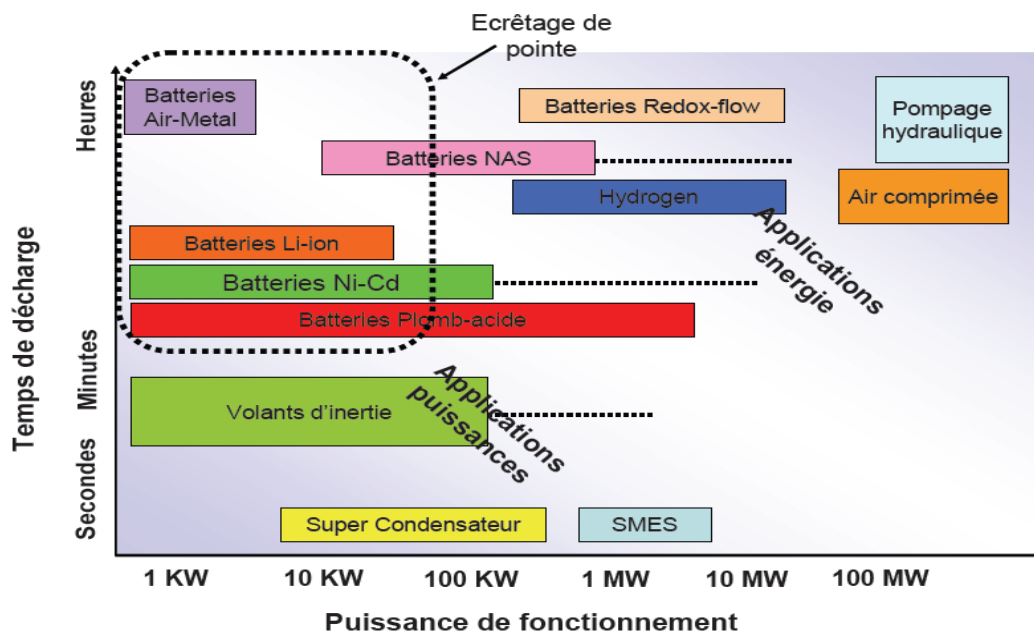 Ecrêtage de
pointe
Heures
Batteries
Air-Metal
Batteries Redox-flow
Pompage
hydraulique
Batteries NAS
Hydrogen
Air comprimée
Applications
énergie
Batteries Li-ion
Batteries Ni-Cd
Batteries Plomb-acide
Temps de décharge
Minutes
Volants d'inertie
Applications
puissances
Secondes
Super Condensateur
SMES
1 KW
10 KW
100 KW
1 MW
10 MW
100 MW
Puissance de fonctionnement